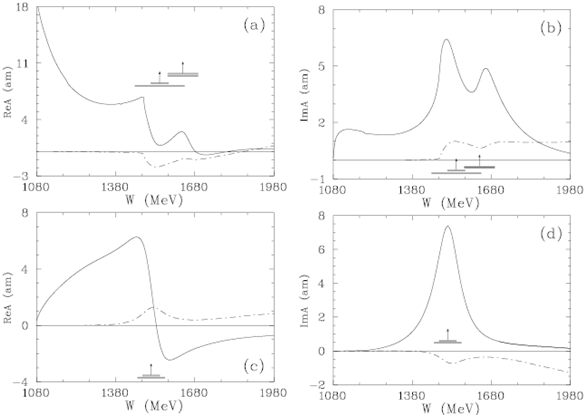 18
11
4
−3
ReA (am)
(a)
1080
1380
1680
1980
W (MeV)
8
5
2
−1
ImA (am)
(b)
1080
1380
1680
1980
W (MeV)
8
4
0
−4
ReA (am)
(c)
1080
1380
1680
1980
W (MeV)
8
6
4
2
0
−2
ImA (am)
(d)
1080
1380
1680
1980
W (MeV)